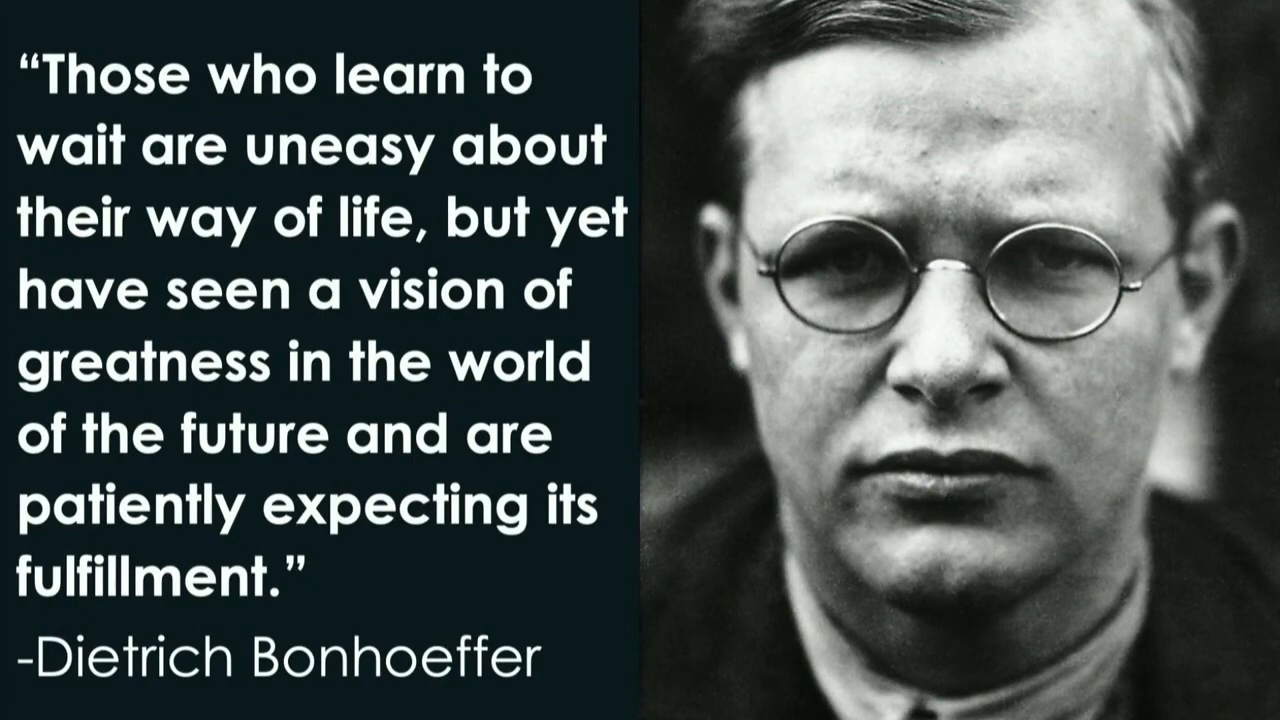 “Those who learn to
wait are uneasy about
their way of life, but yet
have seen a vision of
greatness in the world
of the future and are
patiently expecting its
fulfillment.”
-Dietrich Bonhoeffer